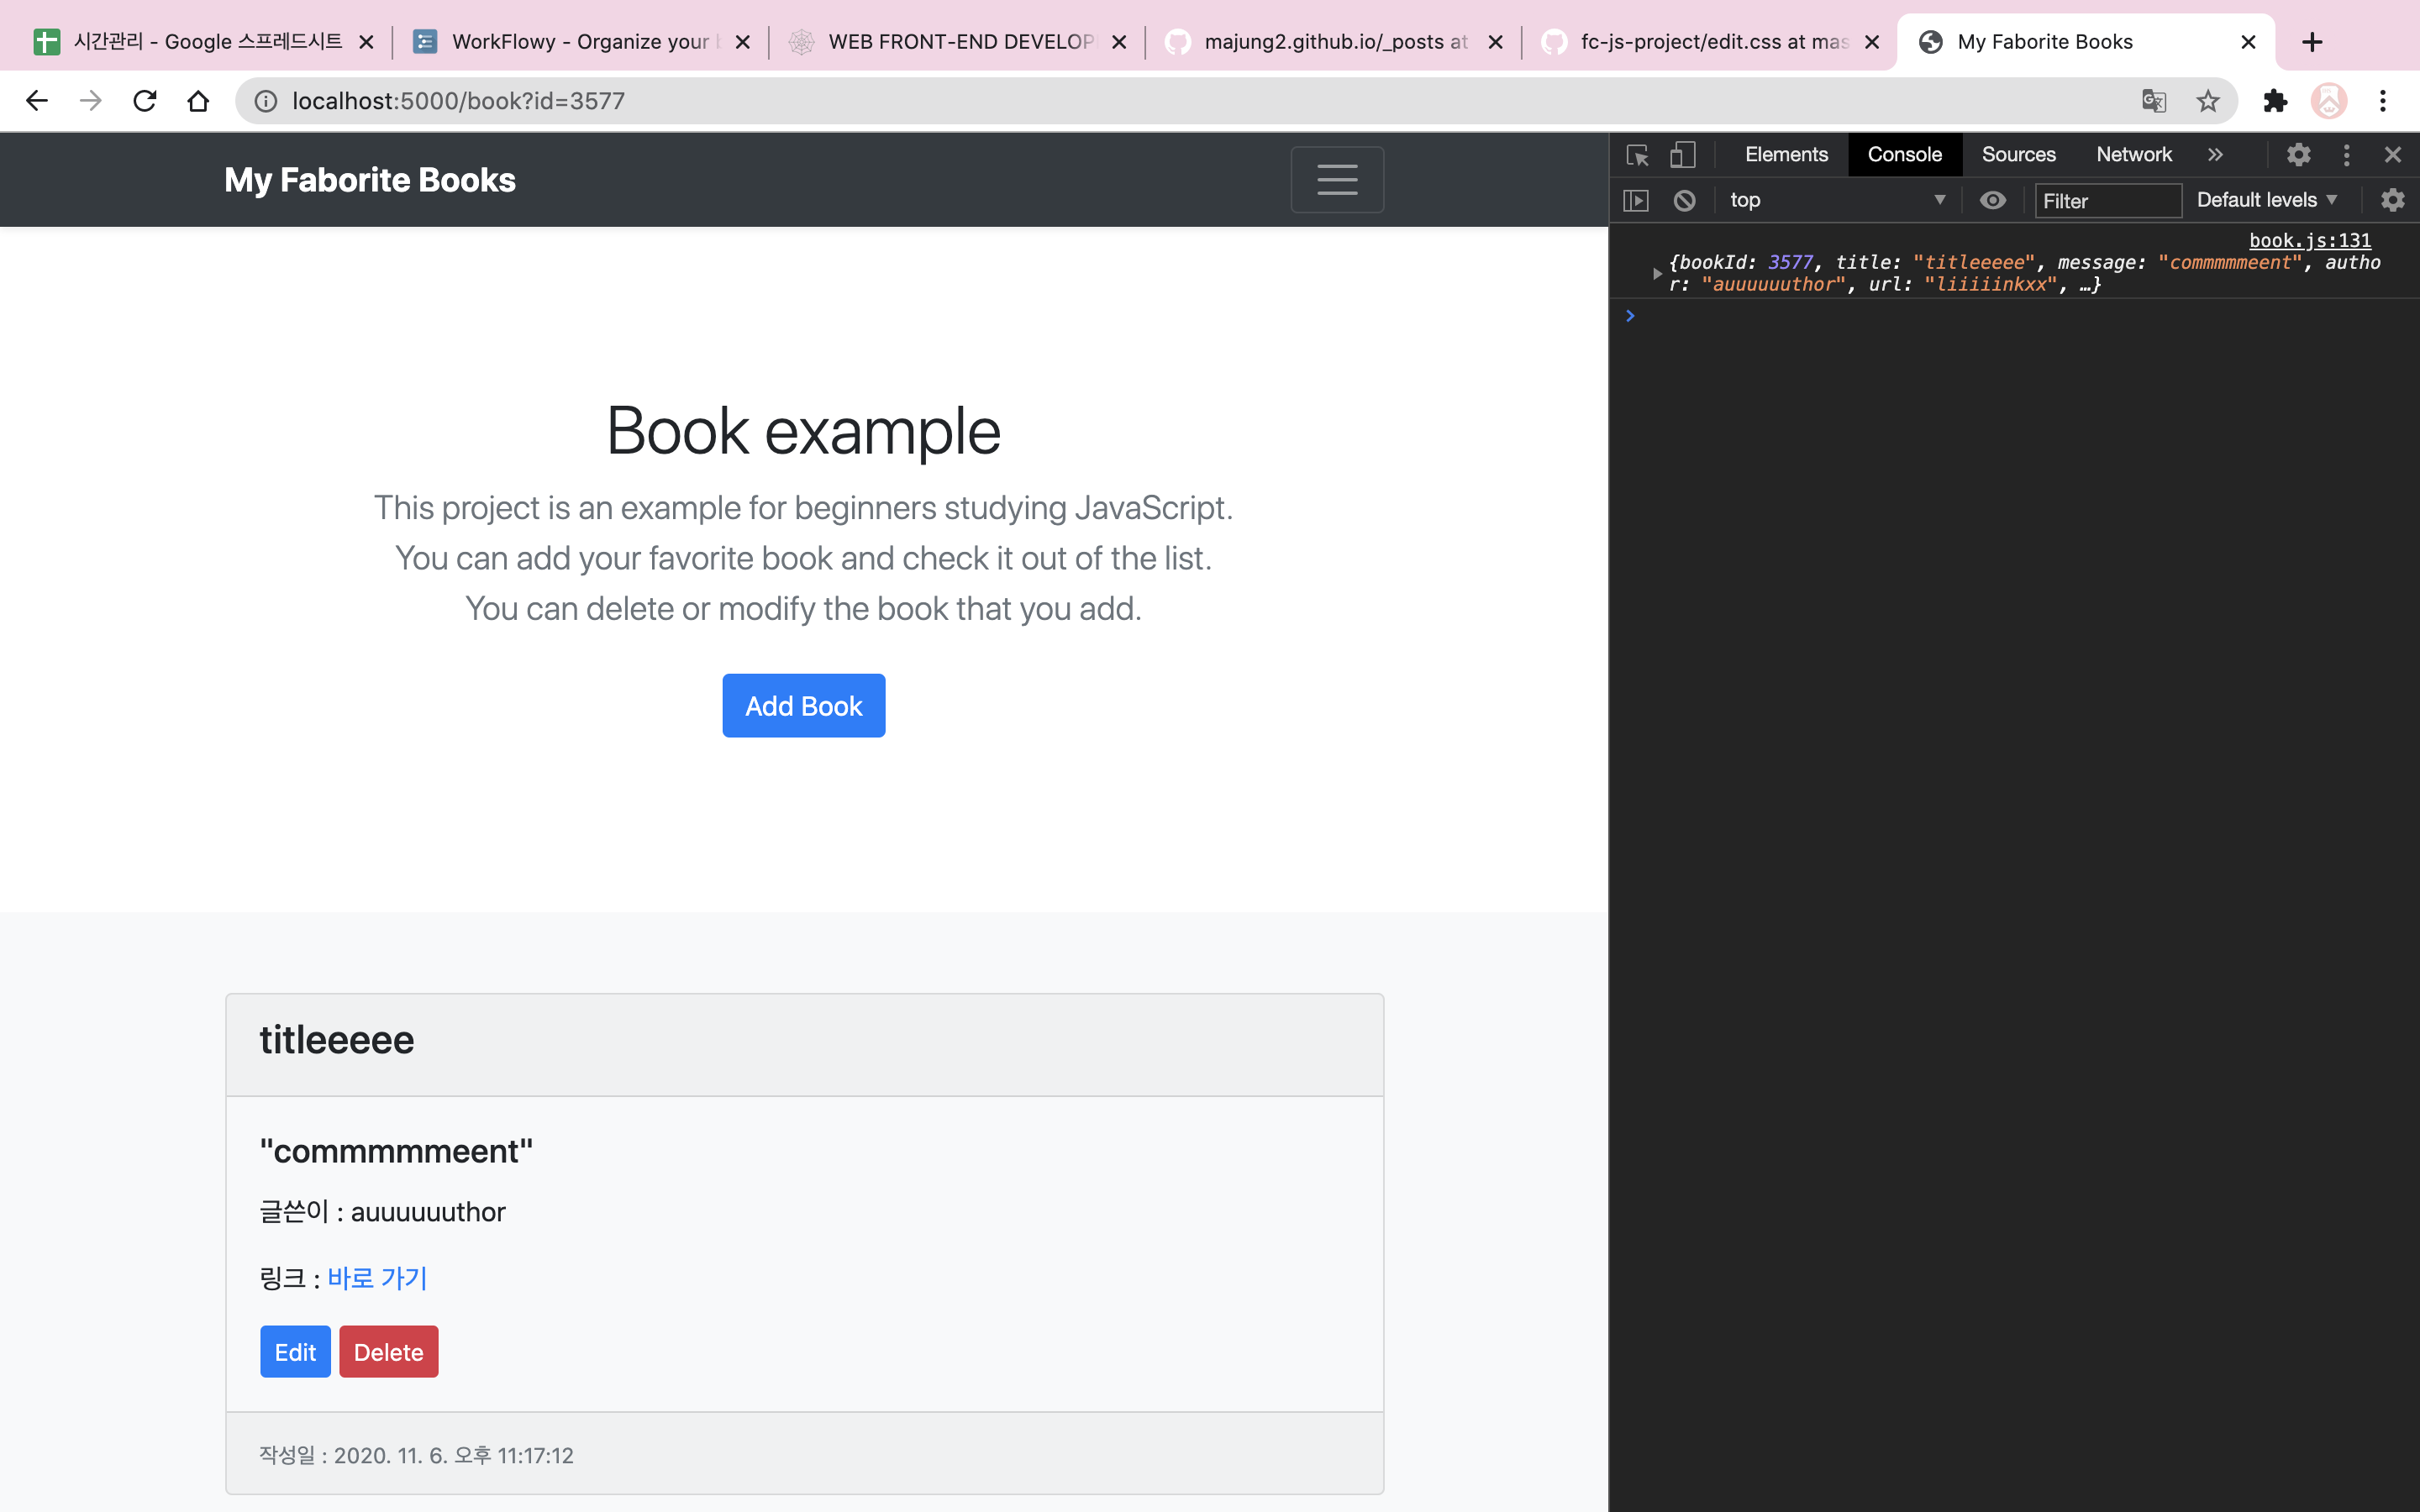 시간관리 - Google 스프레드시트
WorkFlowy - Organize your
WEB FRONT-END DEVELOP
majung2.github.io/_posts at
fc-js-project/edit.css at mas
My Faborite Books
localhost:5000/book?id=3577
My Faborite Books
Book example
This project is an example for beginners studying JavaScript.
You can add your favorite book and check it out of the list.
You can delete or modify the book that you add.
Add Book
titleeeee
"commmmmeent"
글쓴이 : auuuuuuthor
링크 : 바로 가기
Edit Delete
작성일 : 2020. 11. 6. 오후 11:17:12
Elements Console Sources Network »
top Filter Default levels
book.js:131
{bookId: 3577, title: "titleeeee", message: "commmmmeent", autho
r: "auuuuuuthor", url: "liiiiinkxx", …}